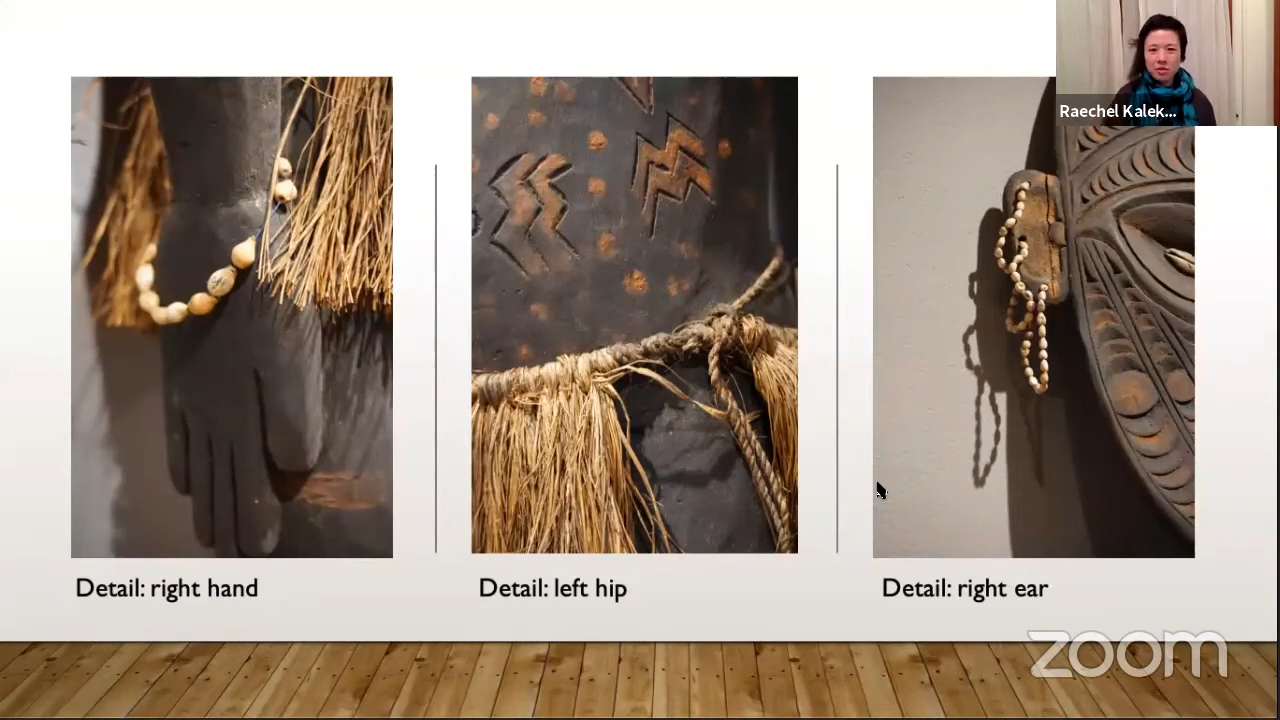 Raechel Kalek...
Detail: right hand
Detail: left hip
Detail: right ear
zoom